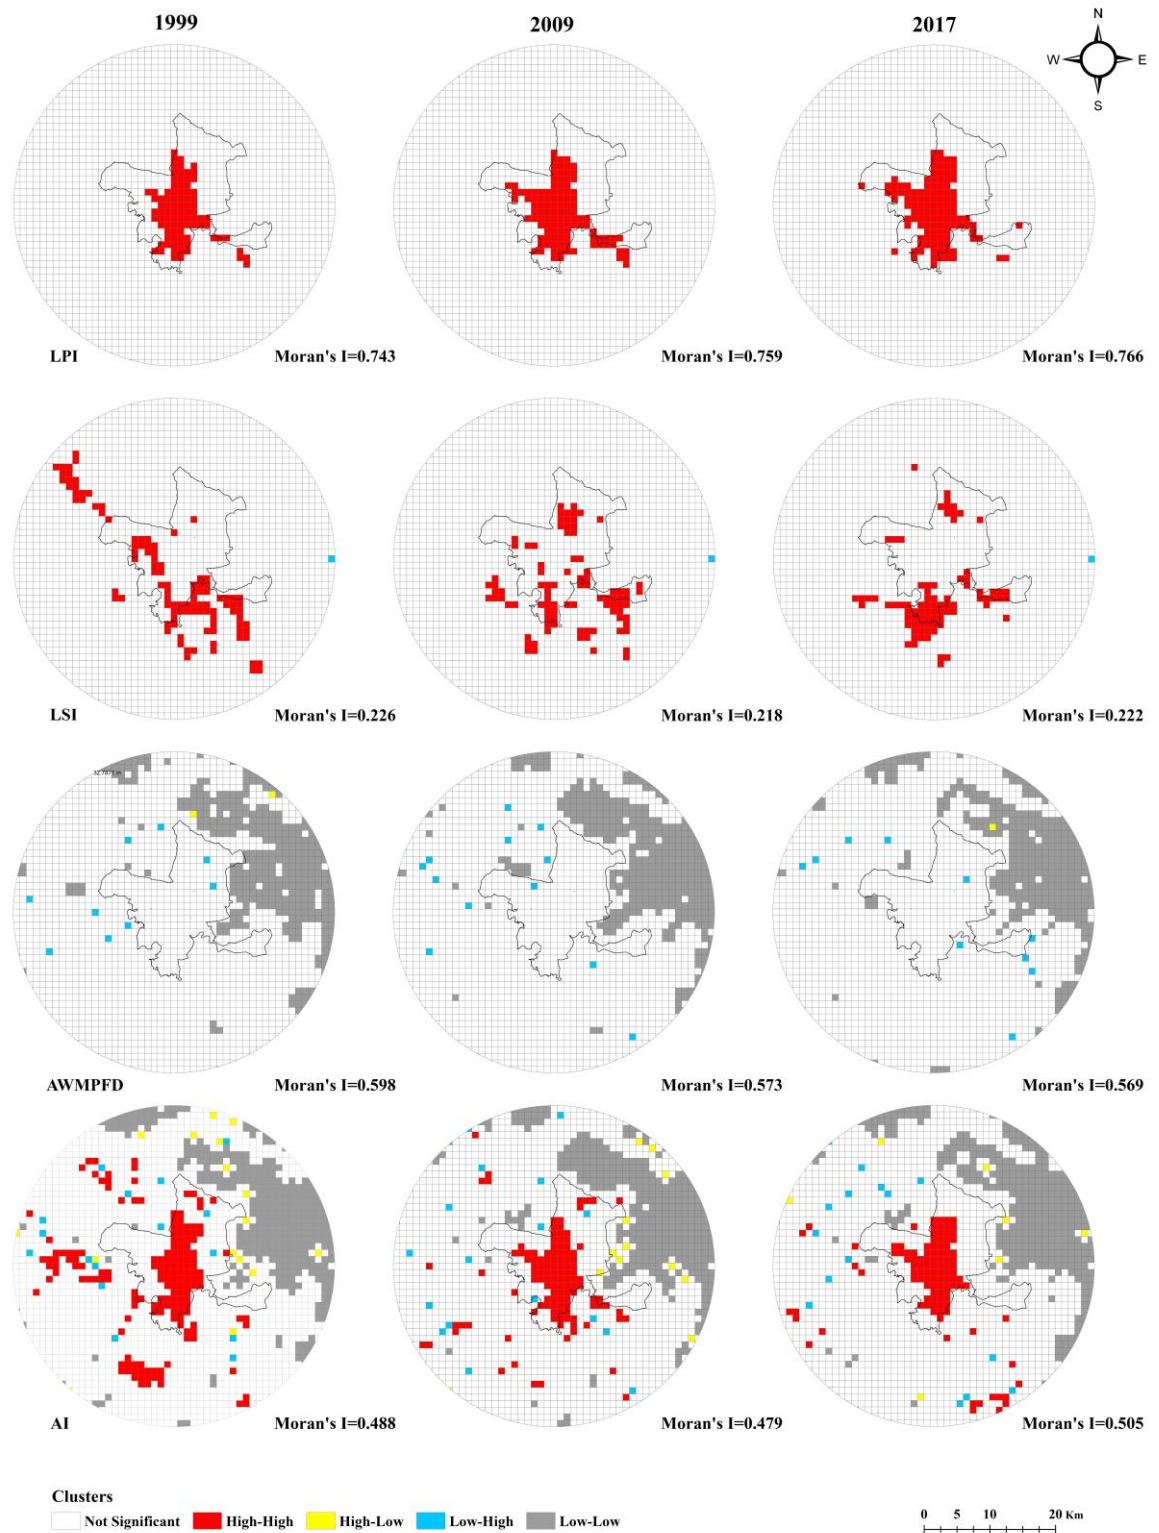 1999 2009 2017
N
W E
S
LPI Moran's I=0.743 Moran's I=0.759 Moran's I=0.766
LSI Moran's I=0.226 Moran's I=0.218 Moran's I=0.222
AWMPFD Moran's I=0.598 Moran's I=0.573 Moran's I=0.569
AI Moran's I=0.488 Moran's I=0.479 Moran's I=0.505
Clusters
Not Significant High-High High-Low Low-High Low-Low
0 5 10 20 Km